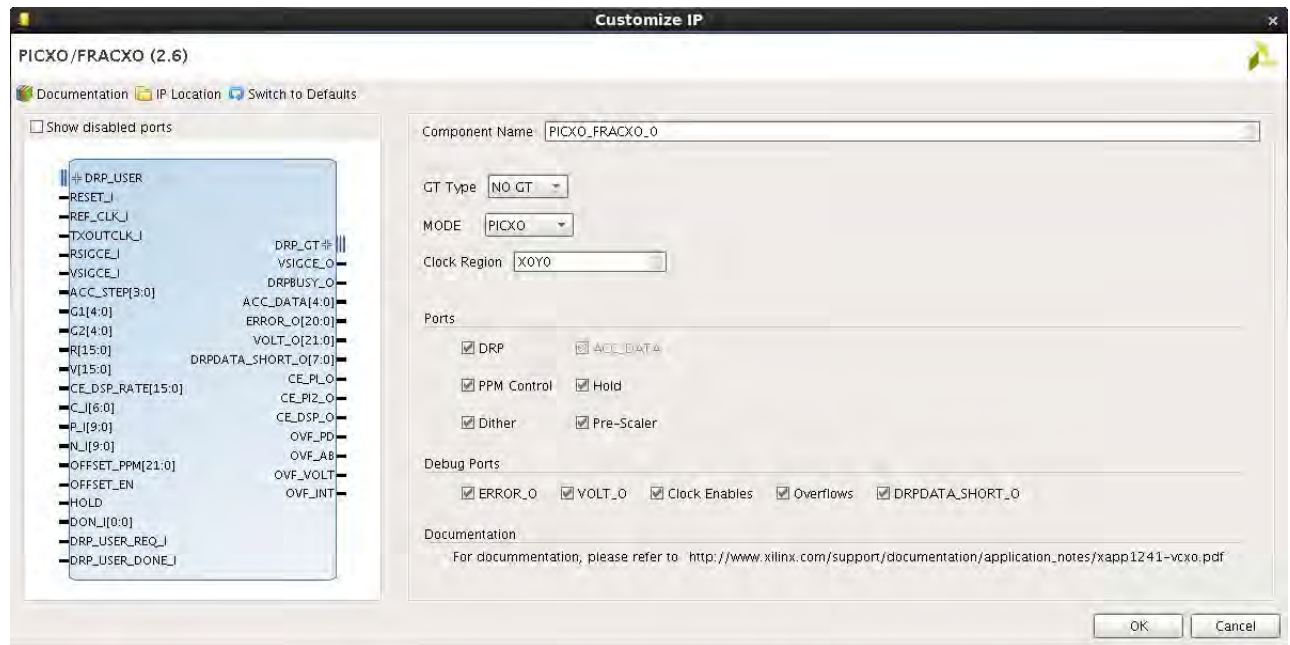 Customize IP
PICXO/FRACXO (2.6)
Documentation IP Location Switch to Defaults
Show disabled ports
DRP_USER
RESET_I
REF_CLK_I
TXOUTCLK_I
RSIGCE_I
VSIGCE_I
ACC_STEP[3:0]
G1[4:0]
G2[4:0]
R[15:0]
V[15:0]
CE_DSP_RATE[15:0]
C_I[6:0]
P_I[9:0]
N_I[9:0]
OFFSET_PPM[21:0]
OFFSET_EN
HOLD
DON_I[0:0]
DRP_USER_REQ_I
DRP_USER_DONE_I
DRP_GT
VSIGCE_O
DRPBUSY_O
ACC_DATA[4:0]
ERROR_O[20:0]
VOLT_O[21:0]
DRPDATA_SHORT_O[7:0]
CE_PI_O
CE_PI2_O
CE_DSP_O
OVF_PD
OVF_AB
OVF_VOLT
OVF_INT
Component Name PICXO_FRACXO_0
GT Type NO GT
MODE PICXO
Clock Region X0Y0
Ports
DRP ACC_DATA
PPM Control Hold
Dither Pre-Scaler
Debug Ports
ERROR_O VOLT_O Clock Enables Overflows DRPDATA_SHORT_O
Documentation
For docummentation, please refer to http://www.xilinx.com/support/documentation/application_notes/xapp1241-vcxo.pdf
OK Cancel